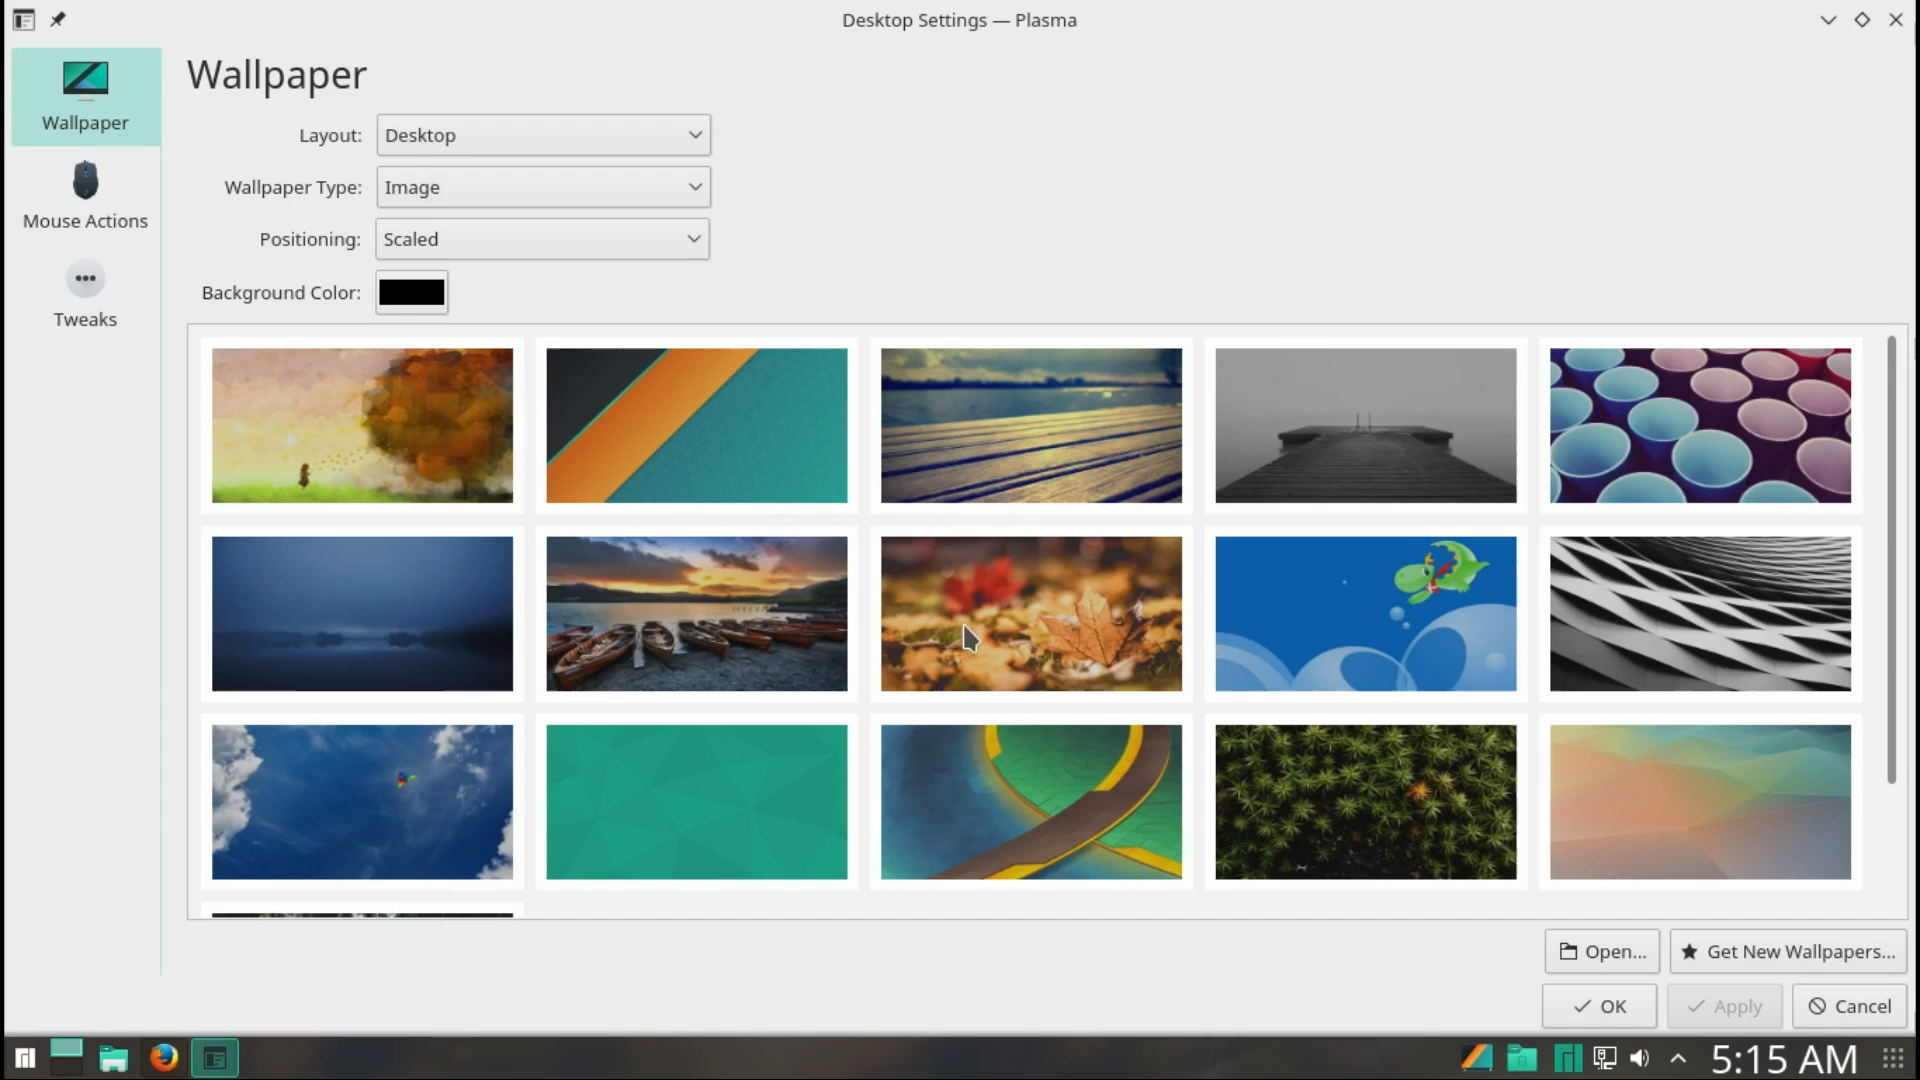 Desktop Settings — Plasma
Wallpaper
Mouse Actions
Tweaks
Wallpaper
Layout: Desktop
Wallpaper Type: Image
Positioning: Scaled
Background Color:
Open...
Get New Wallpapers...
OK
Apply
Cancel
5:15 AM